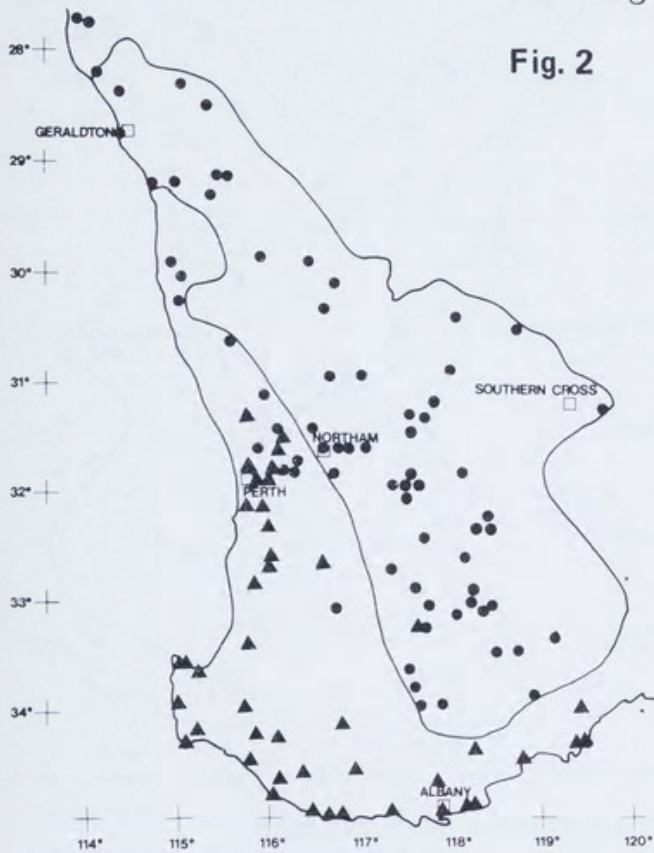 Fig. 2
28°
GERALDTON
29°
30°
31°
SOUTHERN CROSS
NORTHAM
32°
PERTH
33°
34°
ALBANY
114° 115° 116° 117° 118° 119° 120°